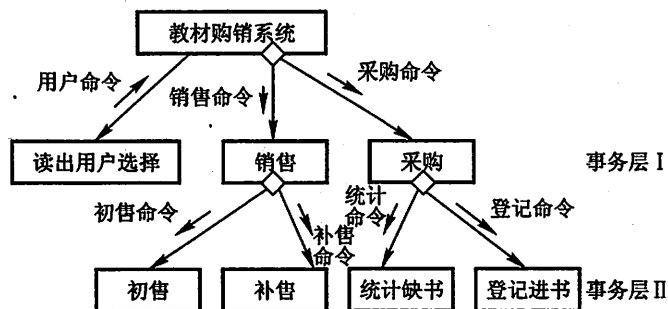 教材购销系统
用户命令
销售命令
采购命令
读出用户选择
销售
采购
事务层 I
初售命令
补售
命令
统计
命令
登记命令
初售
补售
统计缺书
登记进书
事务层 II